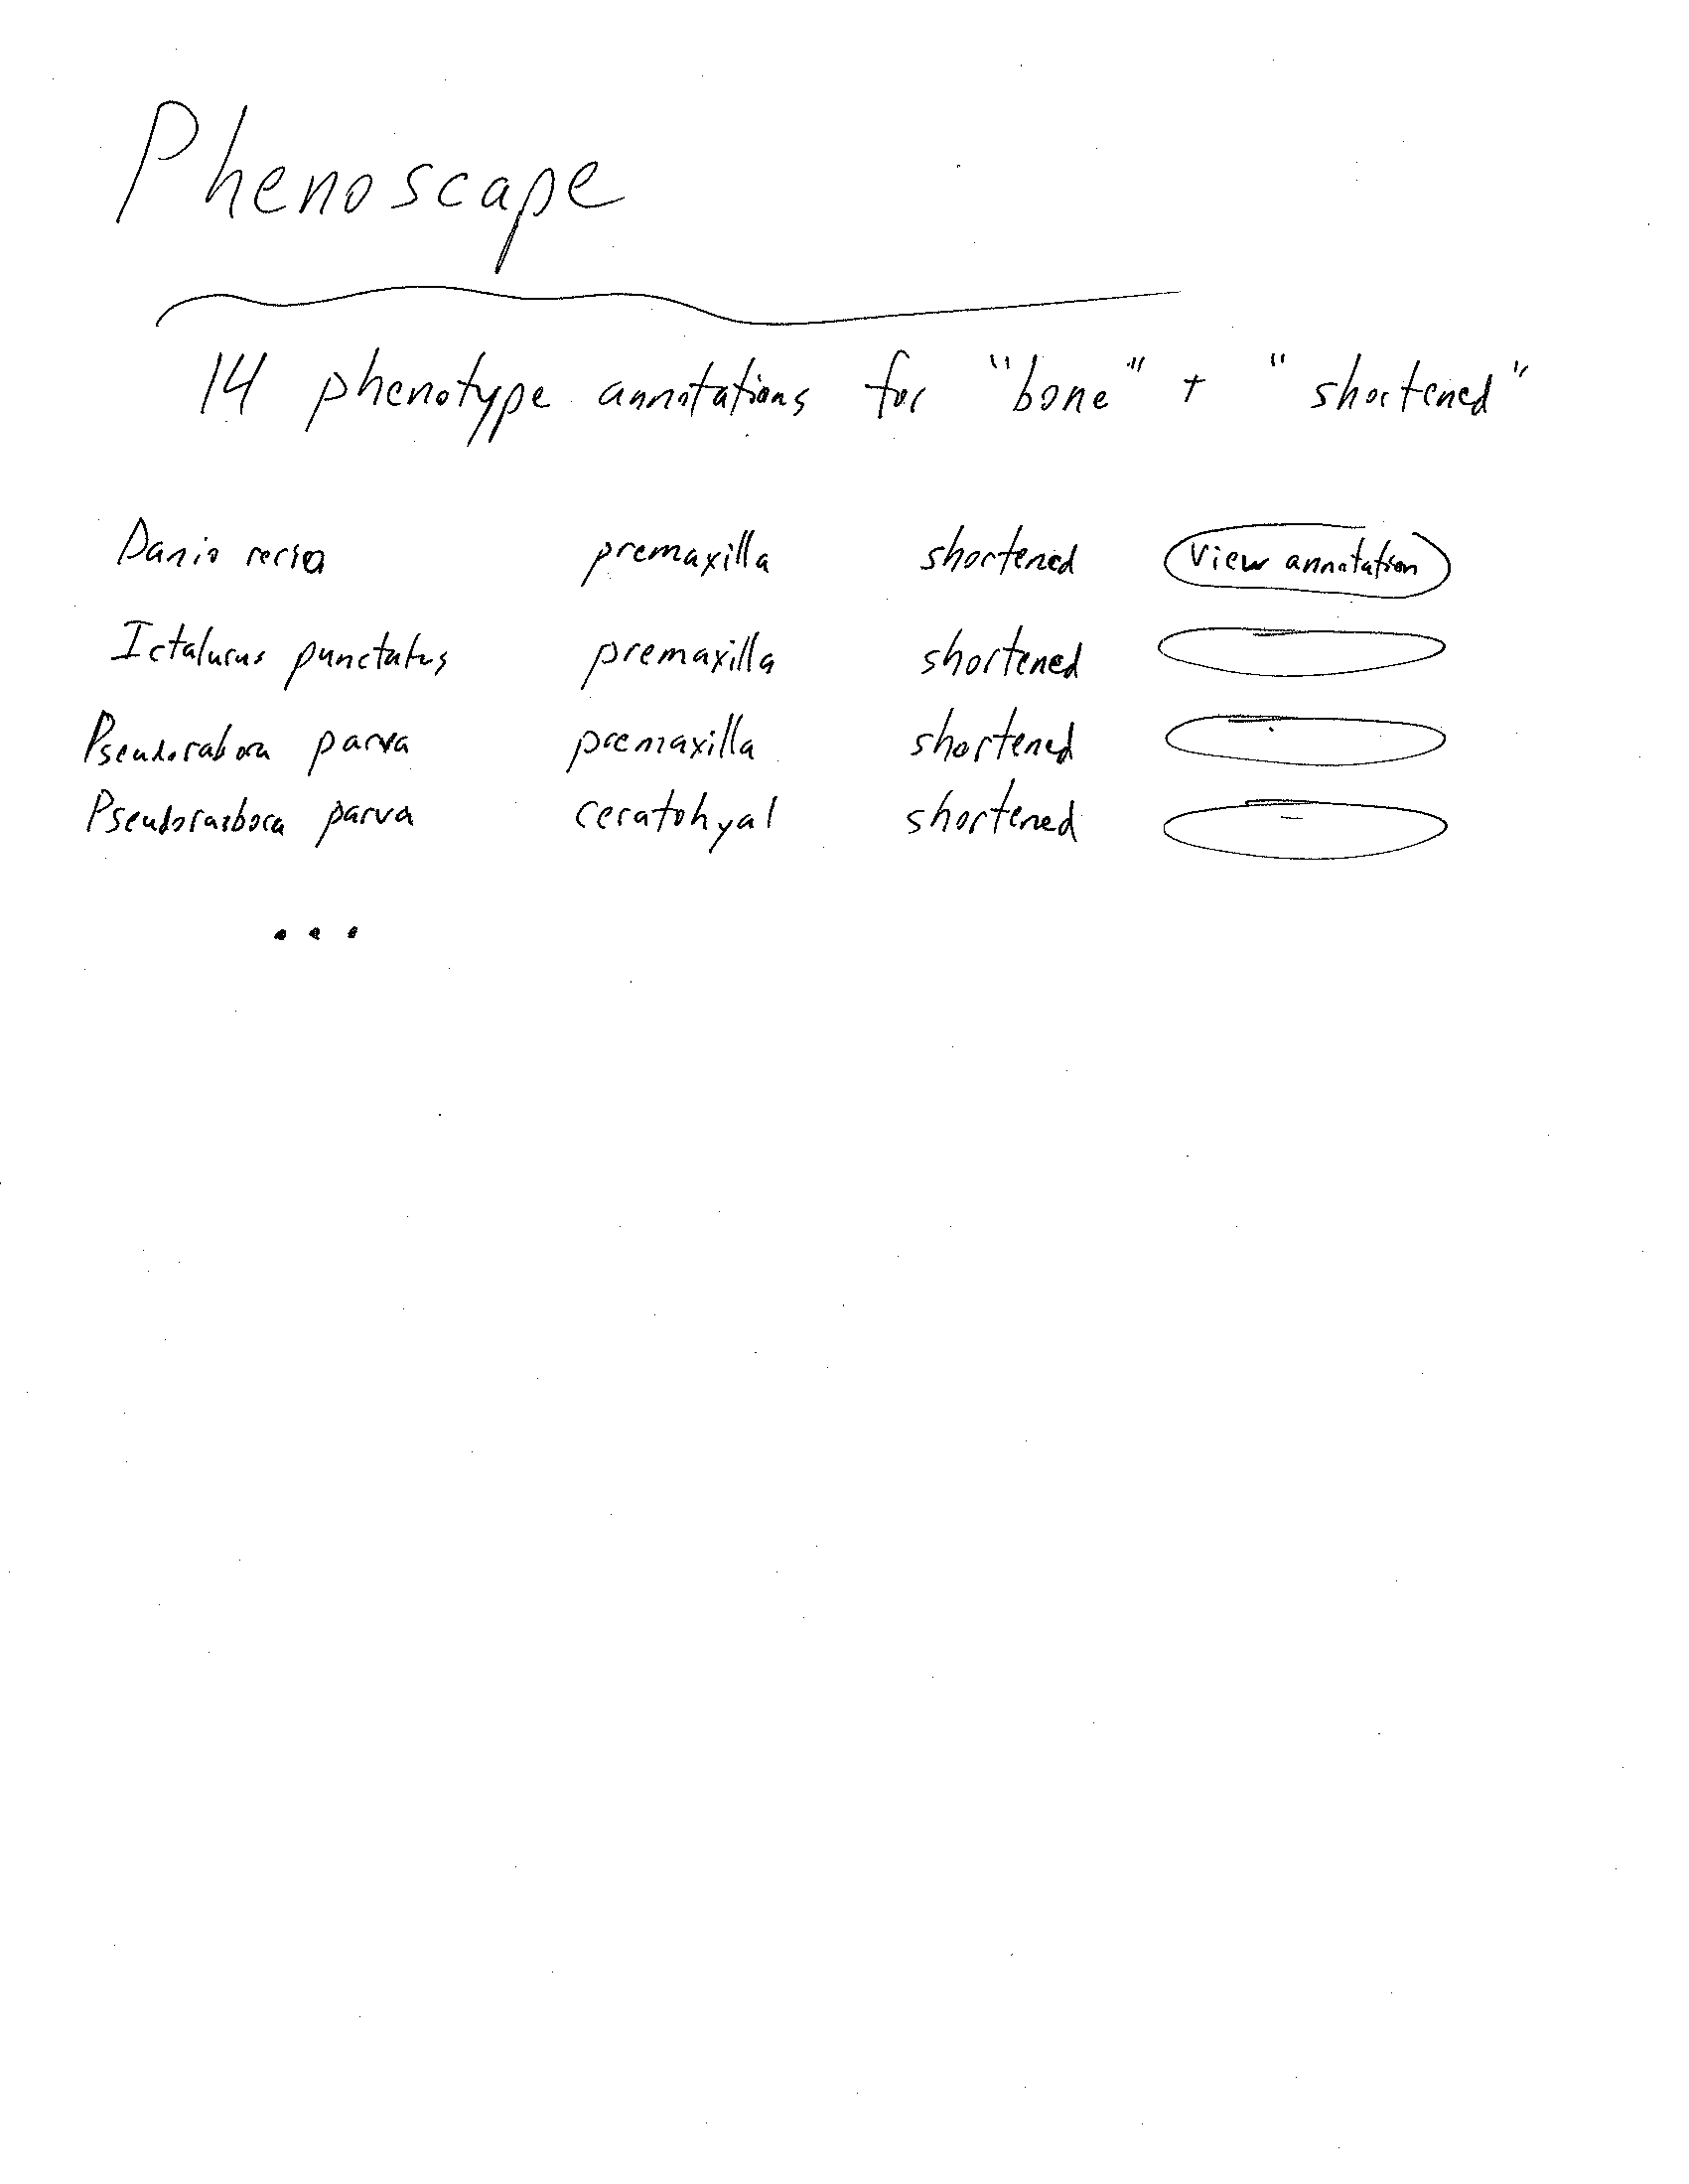 Phenoscape
14 phenotype annotations for "bone" + "shortened"
Danio rerio premaxilla shortened View annotation
Ictalurus punctatus premaxilla shortened
Pseudorabora parva premaxilla shortened
Pseudorasbora parva ceratohyal shortened
...